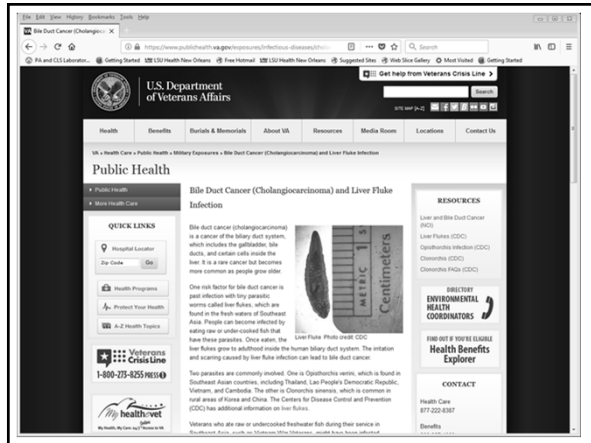 File Edit View History Bookmarks Tools Help
Bile Duct Cancer (Cholangioc
https://www.publichealth.va.gov/exposures/infectious-diseases/chol
Search
PA and CLS Laborator... Getting Started LSU Health New Orleans Free Hotmail LSU Health New Orleans Suggested Sites Web Slice Gallery Most Visited Getting Started
Get help from Veterans Crisis Line
U.S. Department
of Veterans Affairs
Search
SITE MAP [A-Z]
Health Benefits Burials & Memorials About VA Resources Media Room Locations Contact Us
VA » Health Care » Public Health » Military Exposures » Bile Duct Cancer (Cholangiocarcinoma) and Liver Fluke Infection
Public Health
Public Health
More Health Care
QUICK LINKS
Hospital Locator
Zip Code Go
Health Programs
Protect Your Health
A-Z Health Topics
Veterans
Crisis Line
1-800-273-8255 PRESS 1
My healthevet
My Health, My Care: 24/7 Access to VA
Bile Duct Cancer (Cholangiocarcinoma) and Liver Fluke
Infection
Bile duct cancer (cholangiocarcinoma)
is a cancer of the biliary duct system,
which includes the gallbladder, bile
ducts, and certain cells inside the
liver. It is a rare cancer but becomes
more common as people grow older.
One risk factor for bile duct cancer is
past infection with tiny parasitic
worms called liver flukes, which are
found in the fresh waters of Southeast
Asia. People can become infected by
eating raw or under-cooked fish that
have these parasites. Once eaten, the
liver flukes grow to adulthood inside the human biliary duct system. The irritation
and scarring caused by liver fluke infection can lead to bile duct cancer.
METRIC 1
Centimeters
Liver Fluke. Photo credit: CDC
Two parasites are commonly involved. One is Opisthorchis verrini, which is found in
Southeast Asian countries, including Thailand, Lao People's Democratic Republic,
Vietnam, and Cambodia. The other is Clonorchis sinensis, which is common in
rural areas of Korea and China. The Centers for Disease Control and Prevention
(CDC) has additional information on liver flukes.
Veterans who ate raw or undercooked freshwater fish during their service in
RESOURCES
Liver and Bile Duct Cancer
(NCI)
Liver Flukes (CDC)
Opisthorchis Infection (CDC)
Clonorchis (CDC)
Clonorchis FAQs (CDC)
DIRECTORY
ENVIRONMENTAL
HEALTH
COORDINATORS
FIND OUT IF YOU'RE ELIGIBLE
Health Benefits
Explorer
CONTACT
Health Care
877-222-8387
Benefits